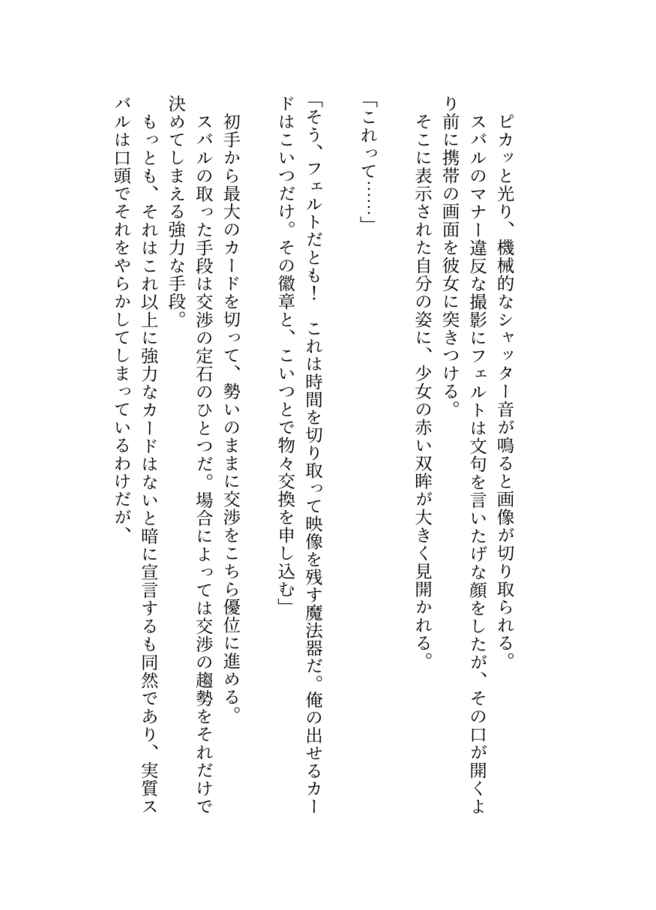 ピカッと光り、機械的なシャッター音が鳴ると画像が切り取られる。
スバルのマナー違反な撮影にフェルトは文句を言いたげな顔をしたが、その口が開くよ
り前に携帯の画面を彼女に突きつける。
そこに表示された自分の姿に、少女の赤い双眸が大きく見開かれる。
「これって……」
「そう、フェルトだとも！　これは時間を切り取って映像を残す魔法器だ。俺の出せるカー
ドはこいつだけ。その徽章と、こいつとで物々交換を申し込む」
初手から最大のカードを切って、勢いのままに交渉をこちら優位に進める。
スバルの取った手段は交渉の定石のひとつだ。場合によっては交渉の趨勢をそれだけで
決めてしまえる強力な手段。
もっとも、それはこれ以上に強力なカードはないと暗に宣言するも同然であり、実質ス
バルは口頭でそれをやらかしてしまっているわけだが、